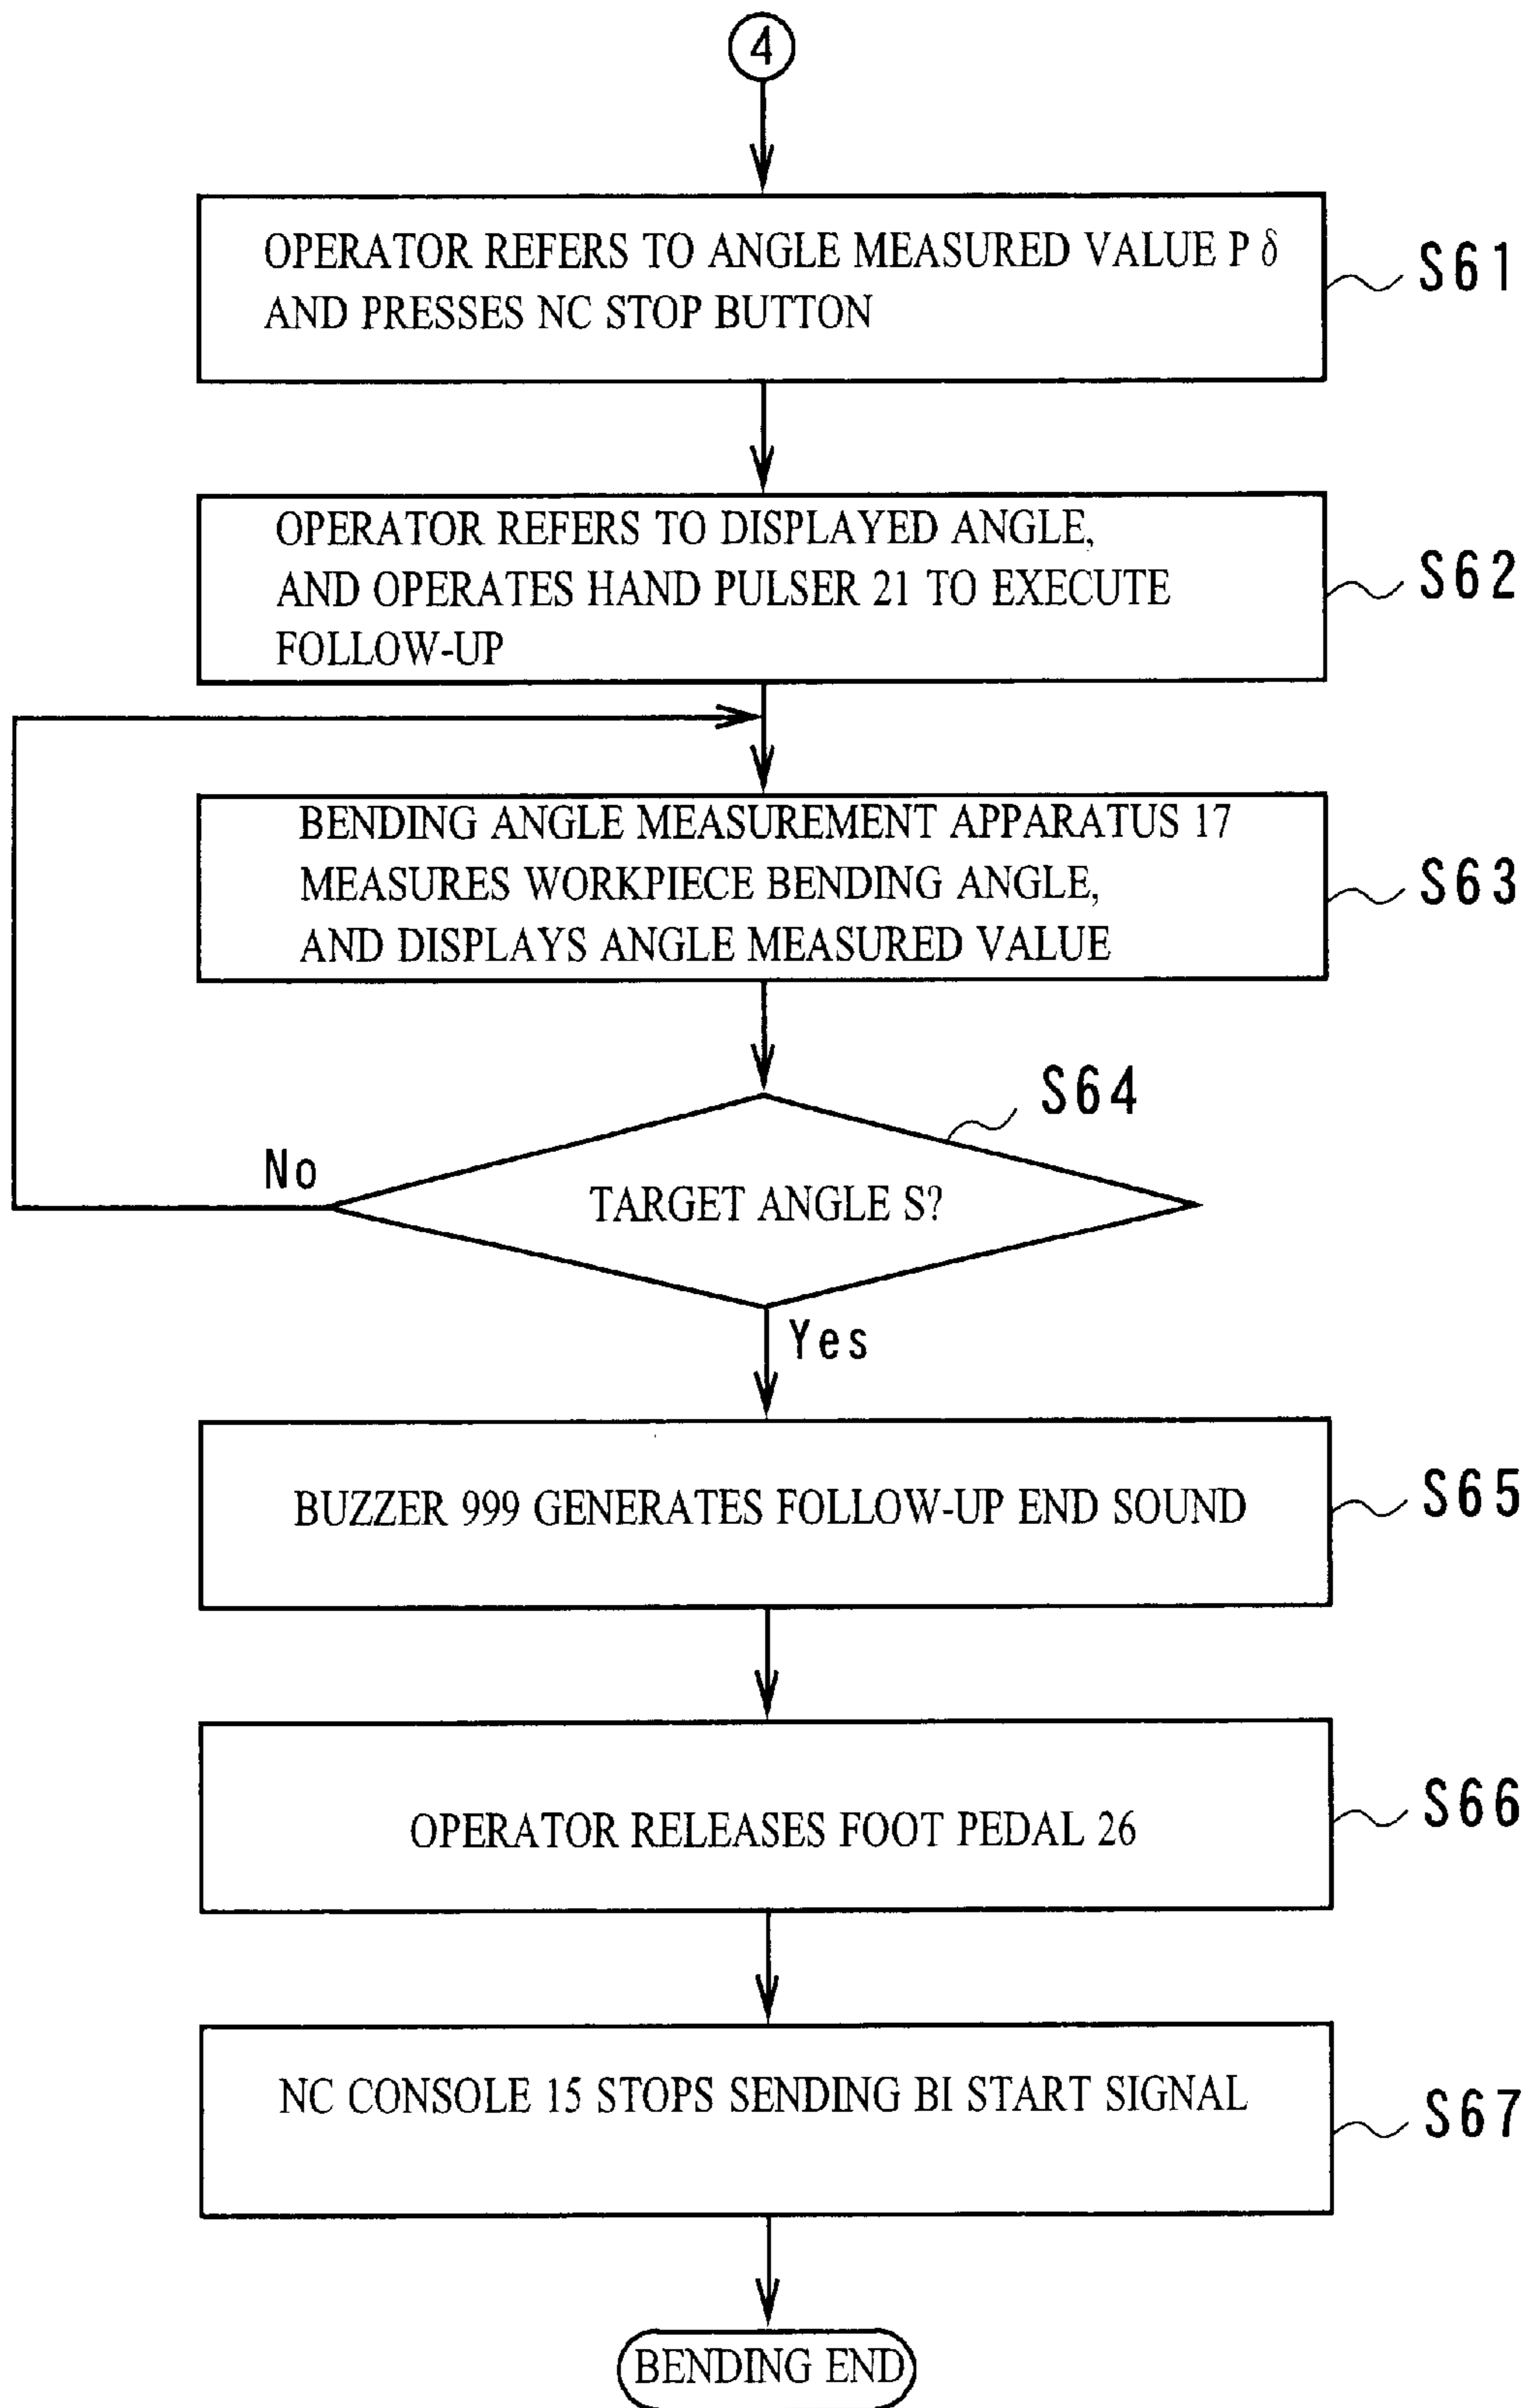 4
OPERATOR REFERS TO ANGLE MEASURED VALUE P δ
AND PRESSES NC STOP BUTTON
S61
OPERATOR REFERS TO DISPLAYED ANGLE,
AND OPERATES HAND PULSER 21 TO EXECUTE
FOLLOW-UP
S62
BENDING ANGLE MEASUREMENT APPARATUS 17
MEASURES WORKPIECE BENDING ANGLE,
AND DISPLAYS ANGLE MEASURED VALUE
S63
S64
No
TARGET ANGLE S?
Yes
BUZZER 999 GENERATES FOLLOW-UP END SOUND
S65
OPERATOR RELEASES FOOT PEDAL 26
S66
NC CONSOLE 15 STOPS SENDING BI START SIGNAL
S67
BENDING END